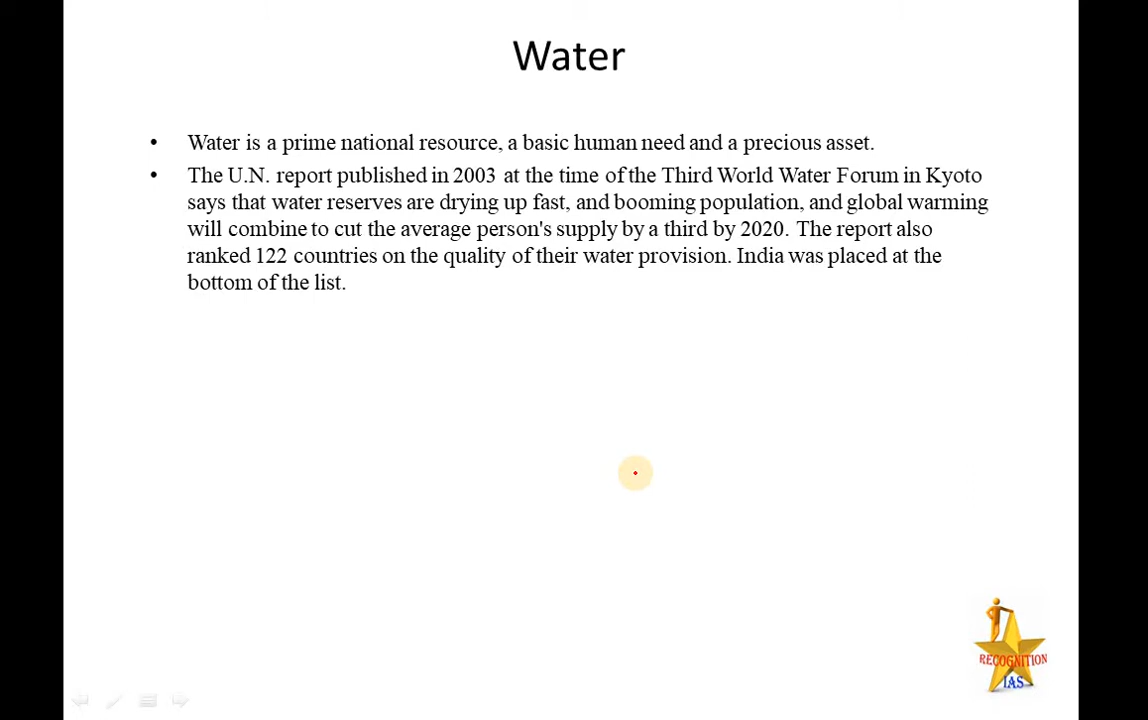 Water
• Water is a prime national resource, a basic human need and a precious asset.
• The U.N. report published in 2003 at the time of the Third World Water Forum in Kyoto
says that water reserves are drying up fast, and booming population, and global warming
will combine to cut the average person's supply by a third by 2020. The report also
ranked 122 countries on the quality of their water provision. India was placed at the
bottom of the list.
RECOGNITION
IAS